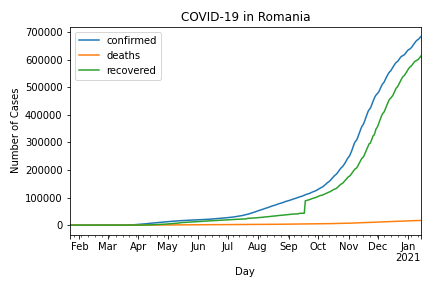 COVID-19 in Romania
confirmed
deaths
recovered
Number of Cases
700000
600000
500000
400000
300000
200000
100000
0
Feb Mar Apr May Jun Jul Aug Sep Oct Nov Dec Jan
2021
Day